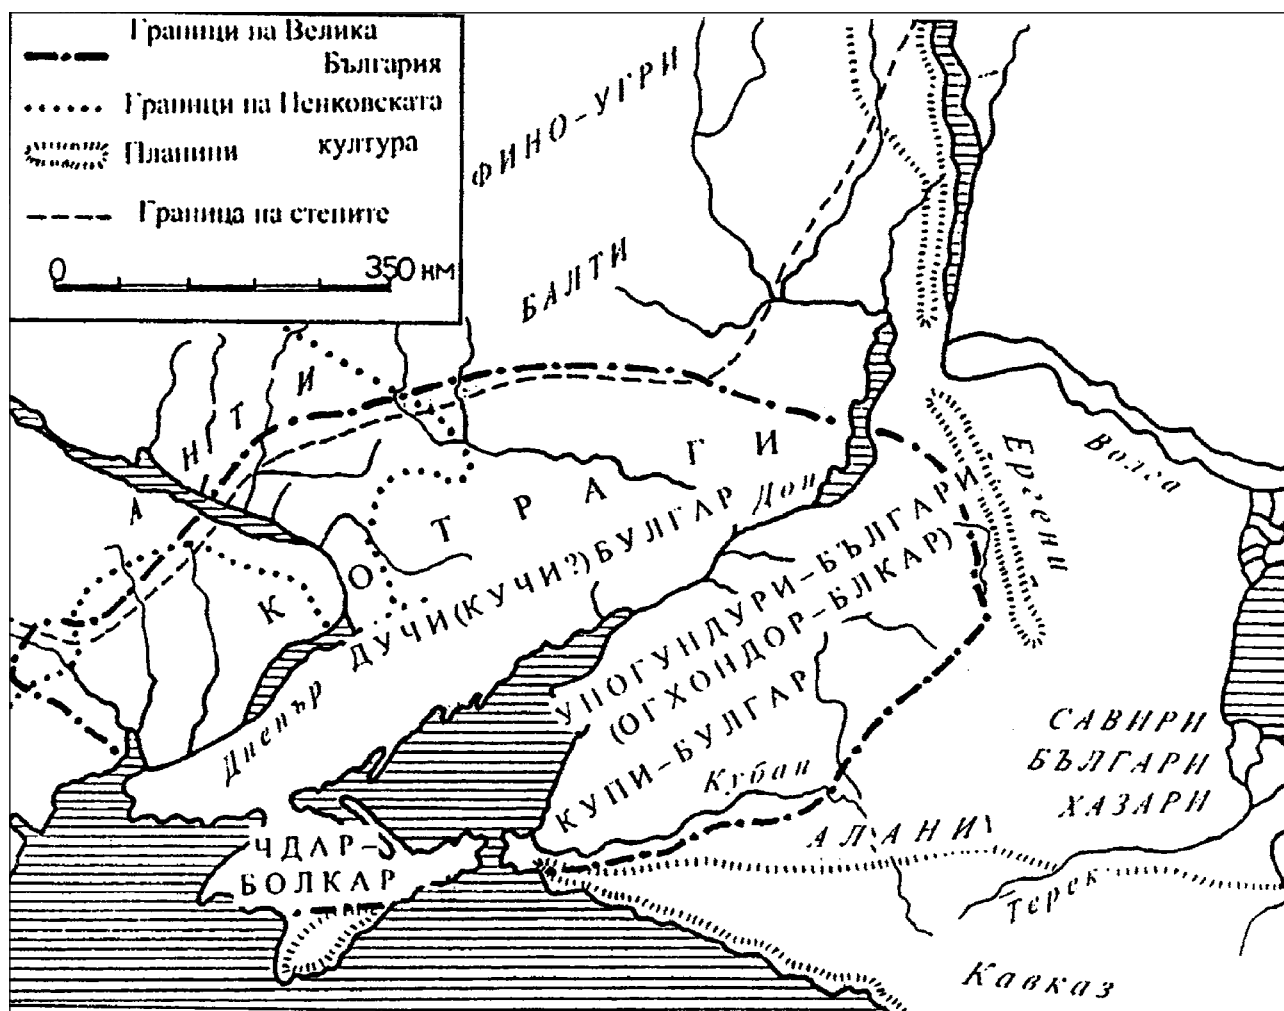 Граници на Велика
България
Граници на Пенковската
култура
Планини
Граница на степите
0 350 км
ФИНО-УГРИ
БАЛТИ
АНТИ
КОТРАГИ
Волга
Ергени
Дон
ДУЧИ(КУЧИ?)БУЛГАР
УНОГУНДУРИ-БЪЛГАРИ
(ОГХОНДОР-БЛКАР)
КУПИ-БУЛГАР
Днепър
Кубан
САВИРИ
БЪЛГАРИ
ХАЗАРИ
АЛАНИ
ЧДАР-
БОЛКАР
Терек
Кавказ